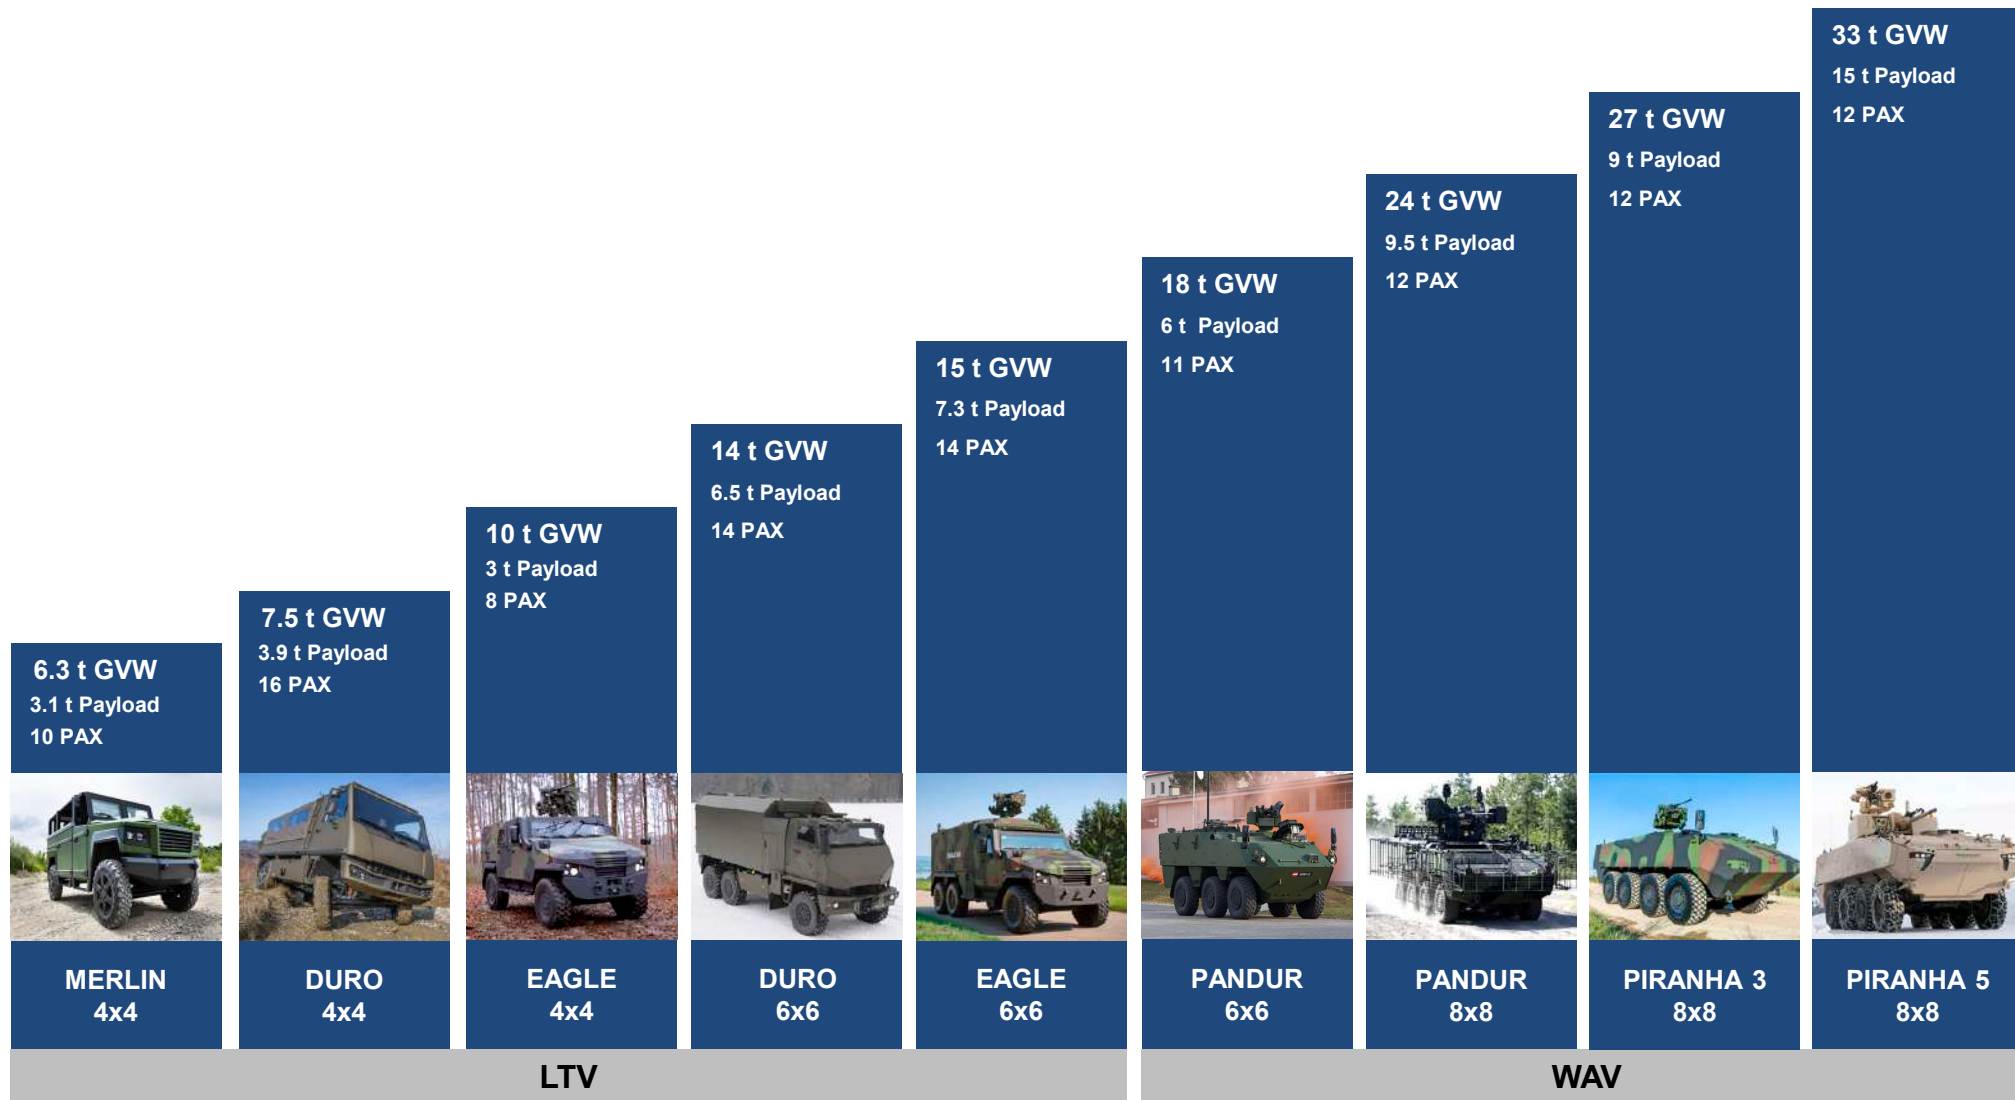 6.3 t GVW
3.1 t Payload
10 PAX
MERLIN
4x4
7.5 t GVW
3.9 t Payload
16 PAX
DURO
4x4
10 t GVW
3 t Payload
8 PAX
EAGLE
4x4
14 t GVW
6.5 t Payload
14 PAX
DURO
6x6
15 t GVW
7.3 t Payload
14 PAX
EAGLE
6x6
18 t GVW
6 t  Payload
11 PAX
PANDUR
6x6
24 t GVW
9.5 t Payload
12 PAX
PANDUR
8x8
27 t GVW
9 t Payload
12 PAX
PIRANHA 3
8x8
33 t GVW
15 t Payload
12 PAX
PIRANHA 5
8x8
LTV
WAV